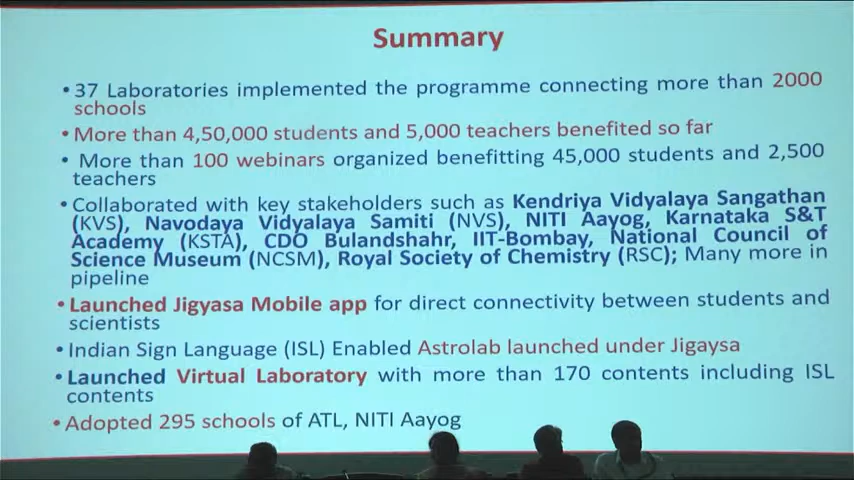 Summary
• 37 Laboratories implemented the programme connecting more than 2000
schools
• More than 4,50,000 students and 5,000 teachers benefited so far
• More than 100 webinars organized benefitting 45,000 students and 2,500
teachers
• Collaborated with key stakeholders such as Kendriya Vidyalaya Sangathan
(KVS), Navodaya Vidyalaya Samiti (NVS), NITI Aayog, Karnataka S&T
Academy (KSTA), CDO Bulandshahr, IIT-Bombay, National Council of
Science Museum (NCSM), Royal Society of Chemistry (RSC); Many more in
pipeline
• Launched Jigyasa Mobile app for direct connectivity between students and
scientists
• Indian Sign Language (ISL) Enabled Astrolab launched under Jigaysa
• Launched Virtual Laboratory with more than 170 contents including ISL
contents
• Adopted 295 schools of ATL, NITI Aayog